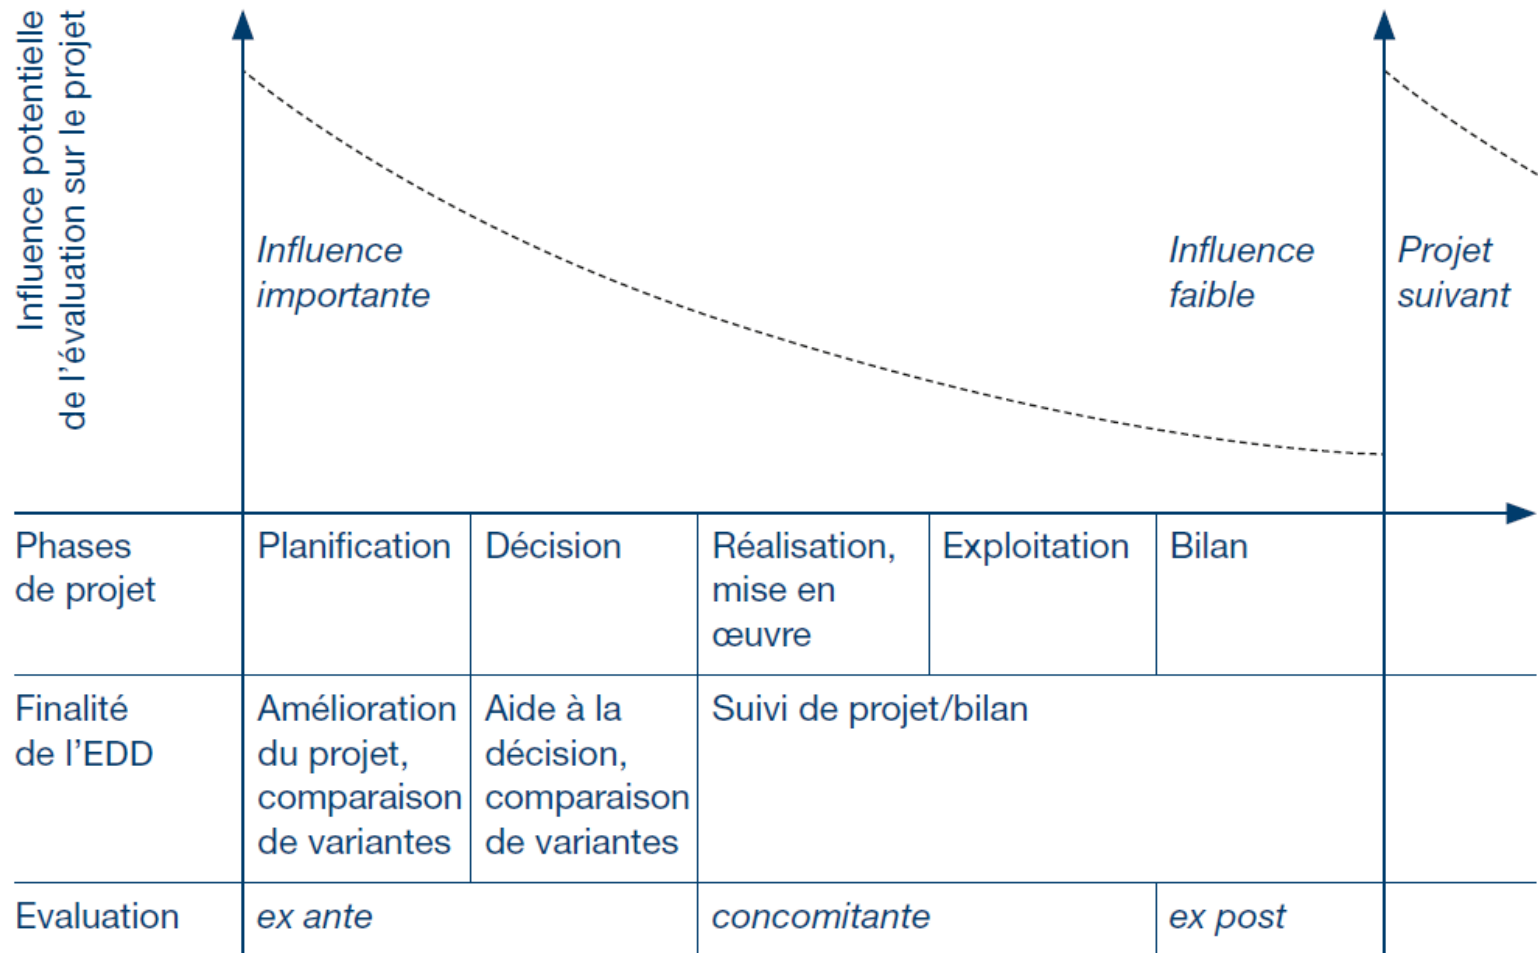 Influence potentielle
de l’évaluation sur le projet
Influence
importante
Influence
faible
Projet
suivant
Phases
de projet
Planification
Décision
Réalisation,
mise en
œuvre
Exploitation
Bilan
Finalité
de l’EDD
Amélioration
du projet,
comparaison
de variantes
Aide à la
décision,
comparaison
de variantes
Suivi de projet/bilan
Evaluation
ex ante
concomitante
ex post